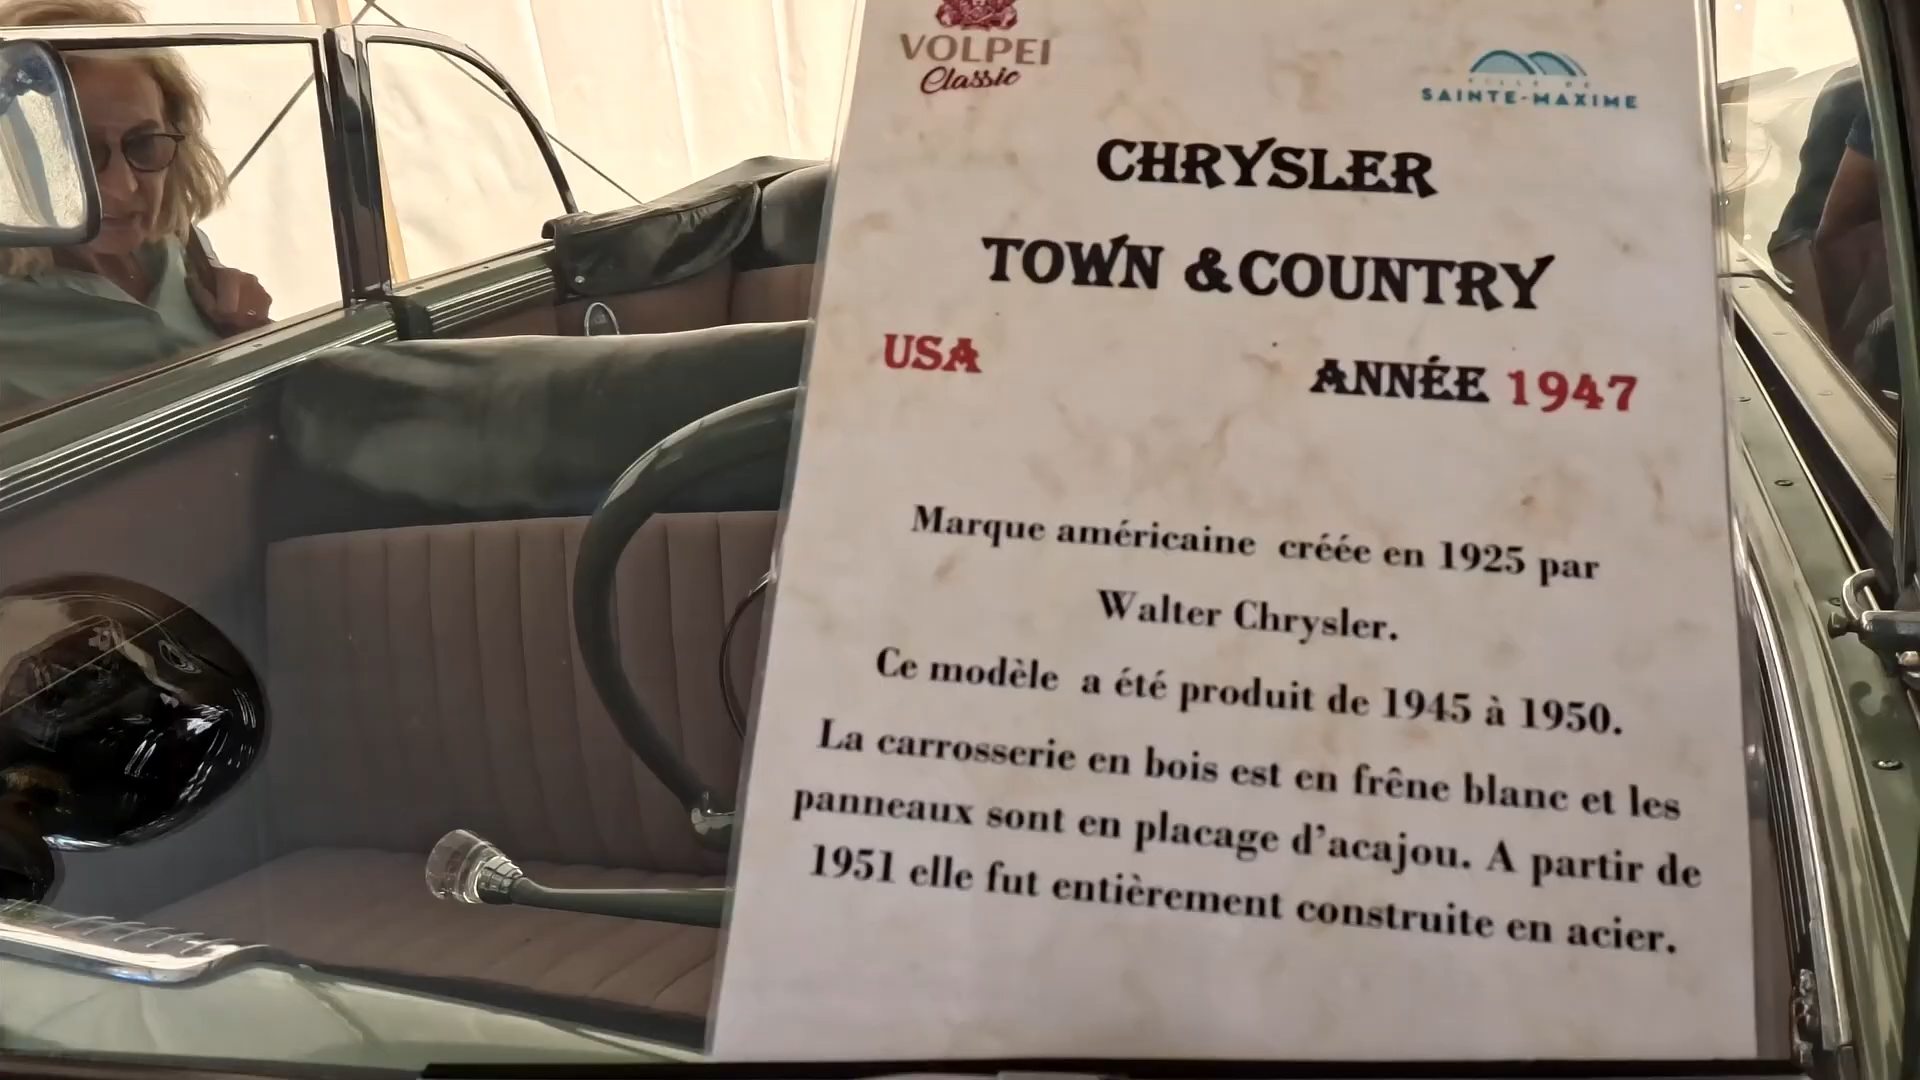 VOLPEI
Classic
VILLE DE
SAINTE-MAXIME
CHRYSLER
TOWN &COUNTRY
USA
ANNÉE 1947
Marque américaine créée en 1925 par
Walter Chrysler.
Ce modèle a été produit de 1945 à 1950.
La carrosserie en bois est en frêne blanc et les
panneaux sont en placage d'acajou. A partir de
1951 elle fut entièrement construite en acier.